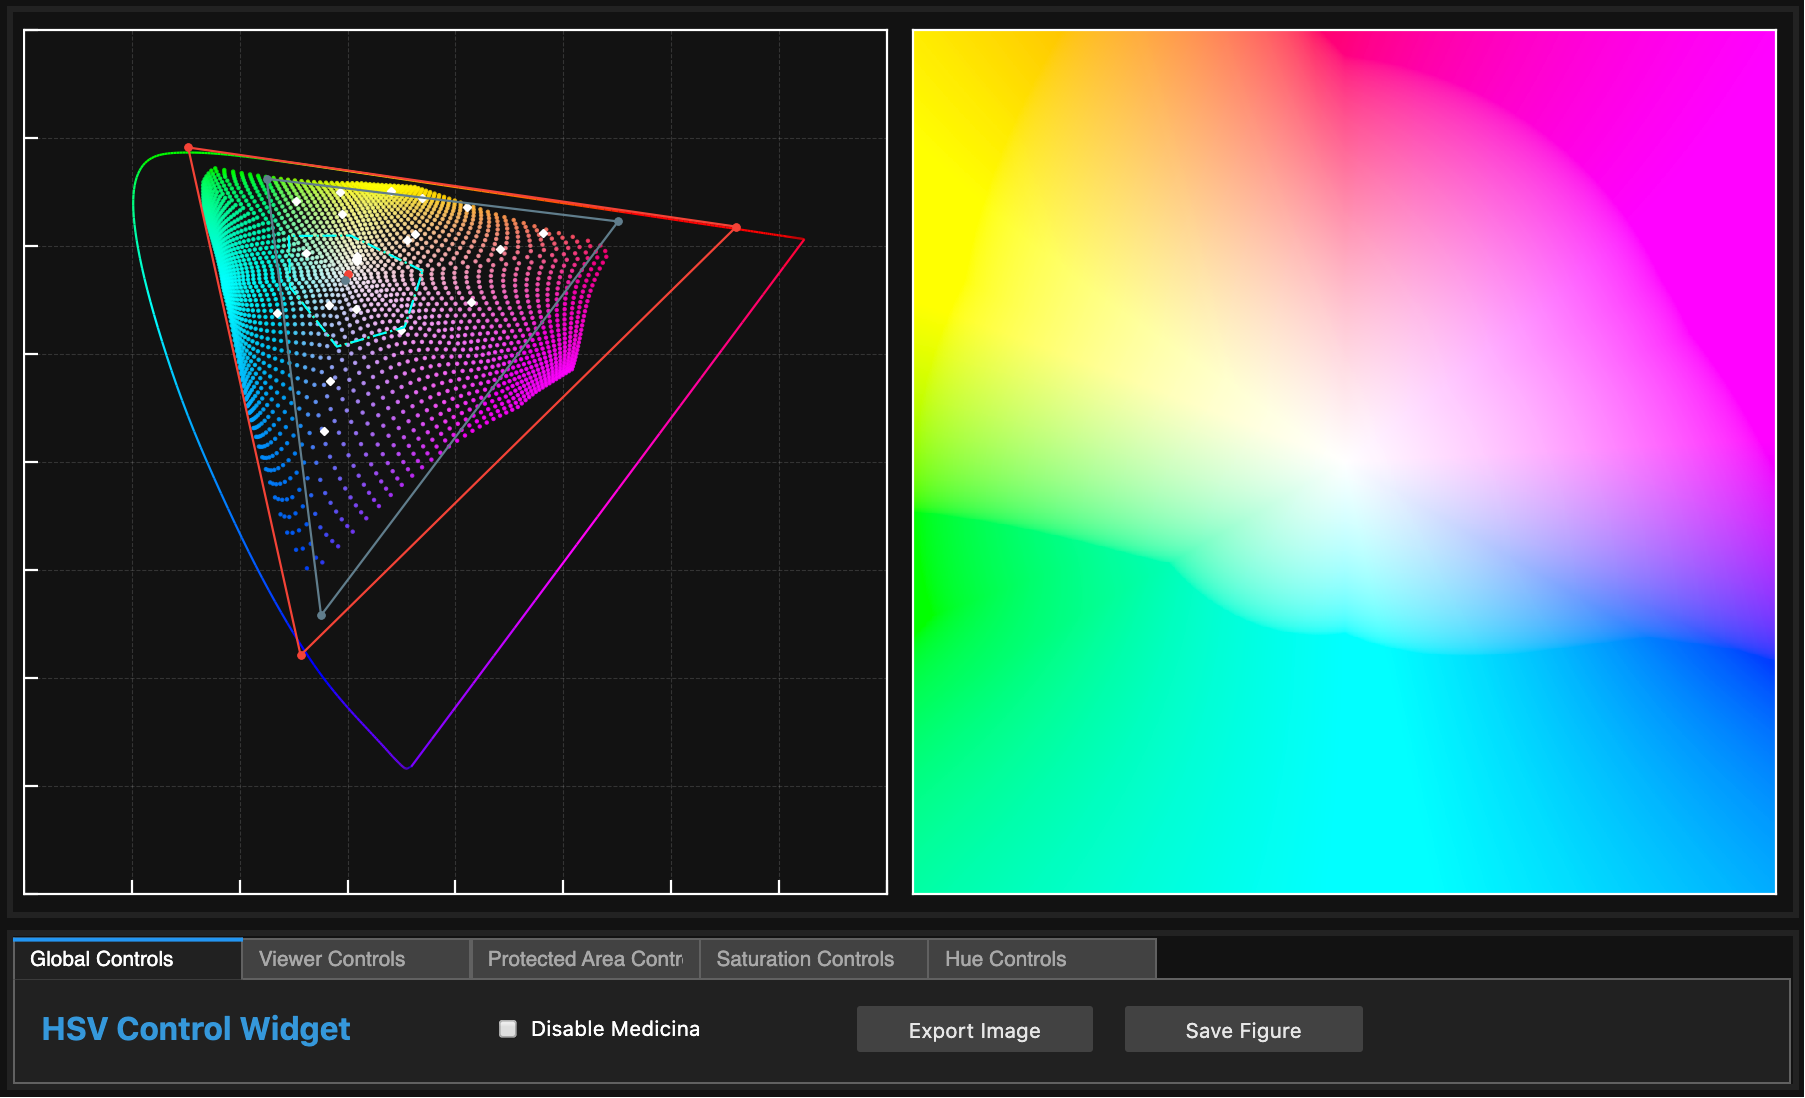 Global Controls
Viewer Controls
Protected Area Contr
Saturation Controls
Hue Controls
HSV Control Widget
Disable Medicina
Export Image
Save Figure